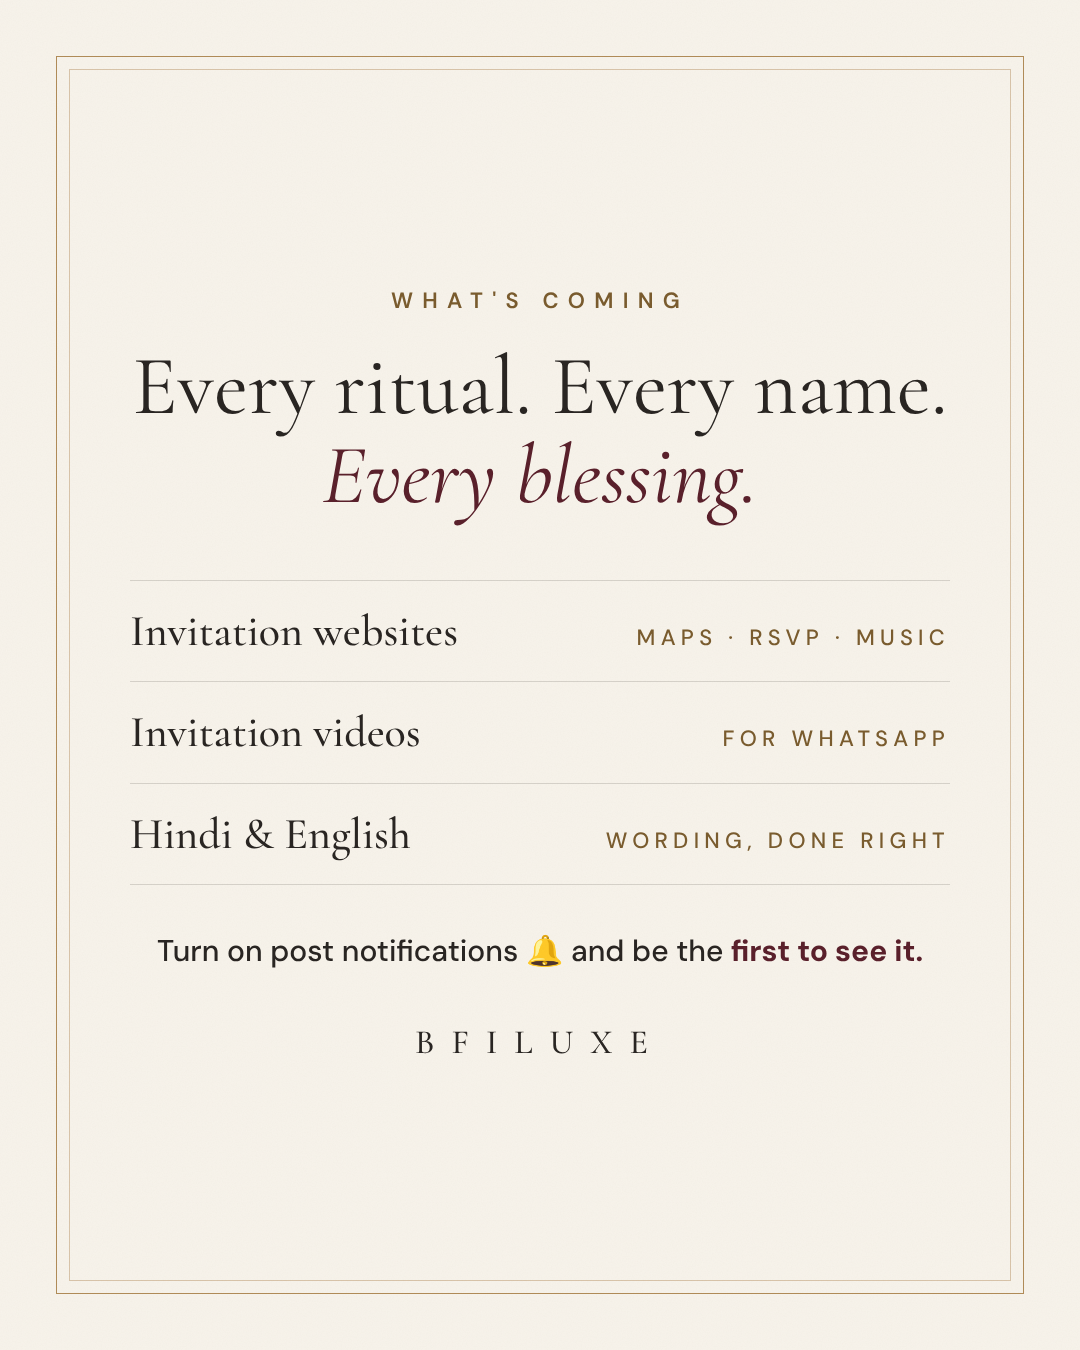 WHAT'S COMING
Every ritual. Every name.
Every blessing.
Invitation websites MAPS · RSVP · MUSIC
Invitation videos FOR WHATSAPP
Hindi & English WORDING, DONE RIGHT
Turn on post notifications 🔔 and be the first to see it.
BFILUXE